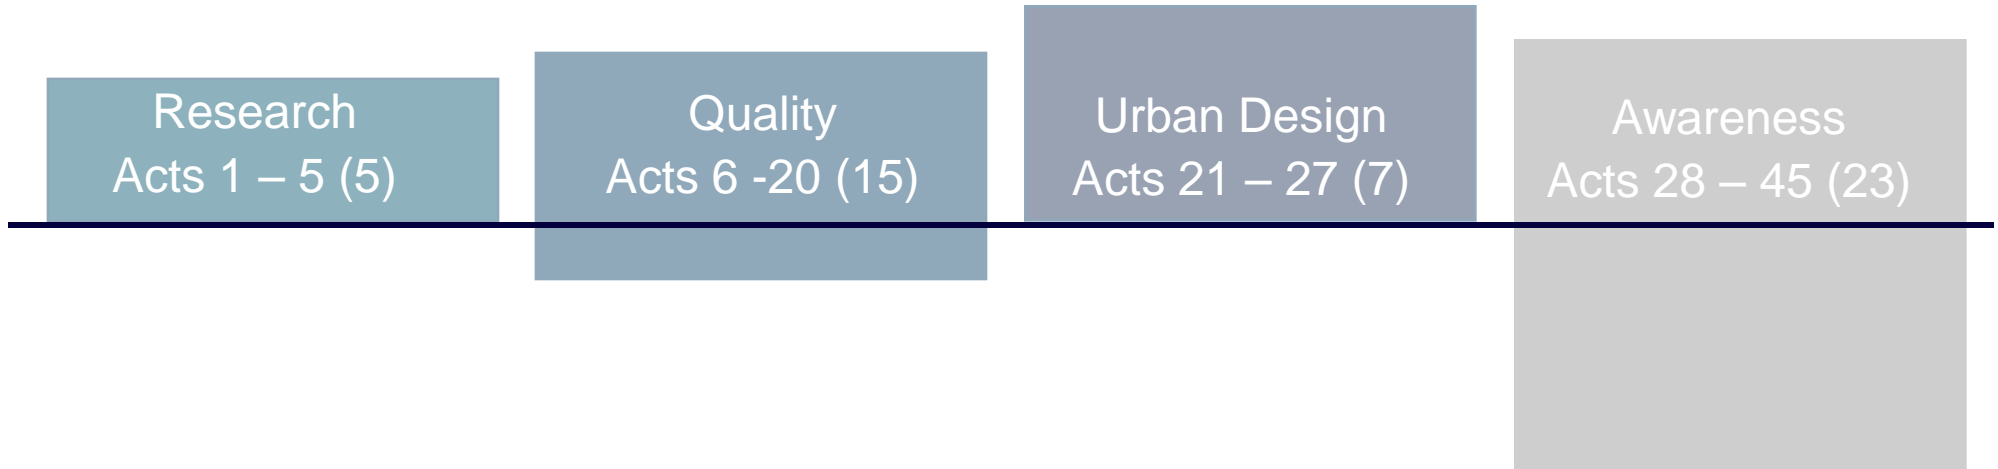 Research
Acts 1 – 5 (5)
Quality
Acts 6 -20 (15)
Urban Design
Acts 21 – 27 (7)
Awareness
Acts 28 – 45 (23)